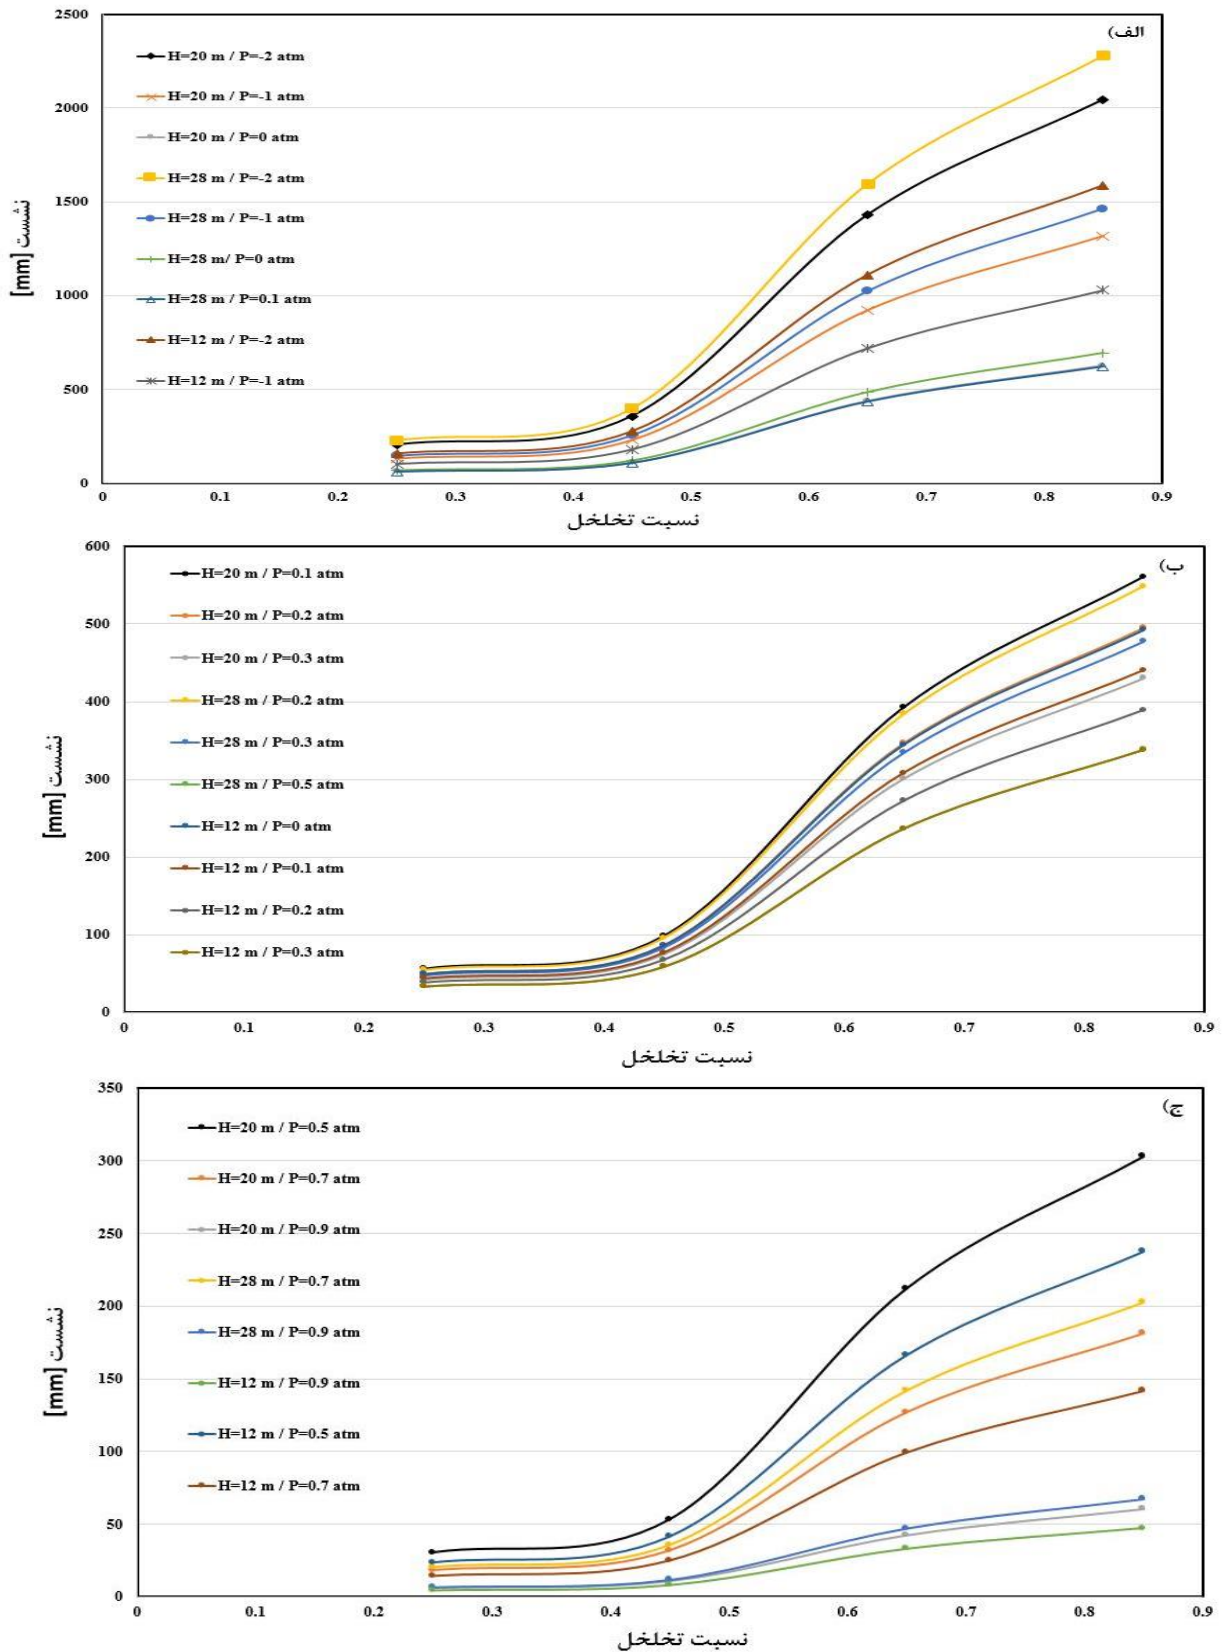 الف)
2500
2000
1500
1000
500
0
نشست [mm]
H=20 m / P=-2 atm
H=20 m / P=-1 atm
H=20 m / P=0 atm
H=28 m / P=-2 atm
H=28 m / P=-1 atm
H=28 m/ P=0 atm
H=28 m / P=0.1 atm
H=12 m / P=-2 atm
H=12 m / P=-1 atm
0 0.1 0.2 0.3 0.4 0.5 0.6 0.7 0.8 0.9
نسبت تخلخل
ب)
600
500
400
300
200
100
0
نشست [mm]
H=20 m / P=0.1 atm
H=20 m / P=0.2 atm
H=20 m / P=0.3 atm
H=28 m / P=0.2 atm
H=28 m / P=0.3 atm
H=28 m / P=0.5 atm
H=12 m / P=0 atm
H=12 m / P=0.1 atm
H=12 m / P=0.2 atm
H=12 m / P=0.3 atm
0 0.1 0.2 0.3 0.4 0.5 0.6 0.7 0.8 0.9
نسبت تخلخل
ج)
350
300
250
200
150
100
50
0
نشست [mm]
H=20 m / P=0.5 atm
H=20 m / P=0.7 atm
H=20 m / P=0.9 atm
H=28 m / P=0.7 atm
H=28 m / P=0.9 atm
H=12 m / P=0.9 atm
H=12 m / P=0.5 atm
H=12 m / P=0.7 atm
0 0.1 0.2 0.3 0.4 0.5 0.6 0.7 0.8 0.9
نسبت تخلخل